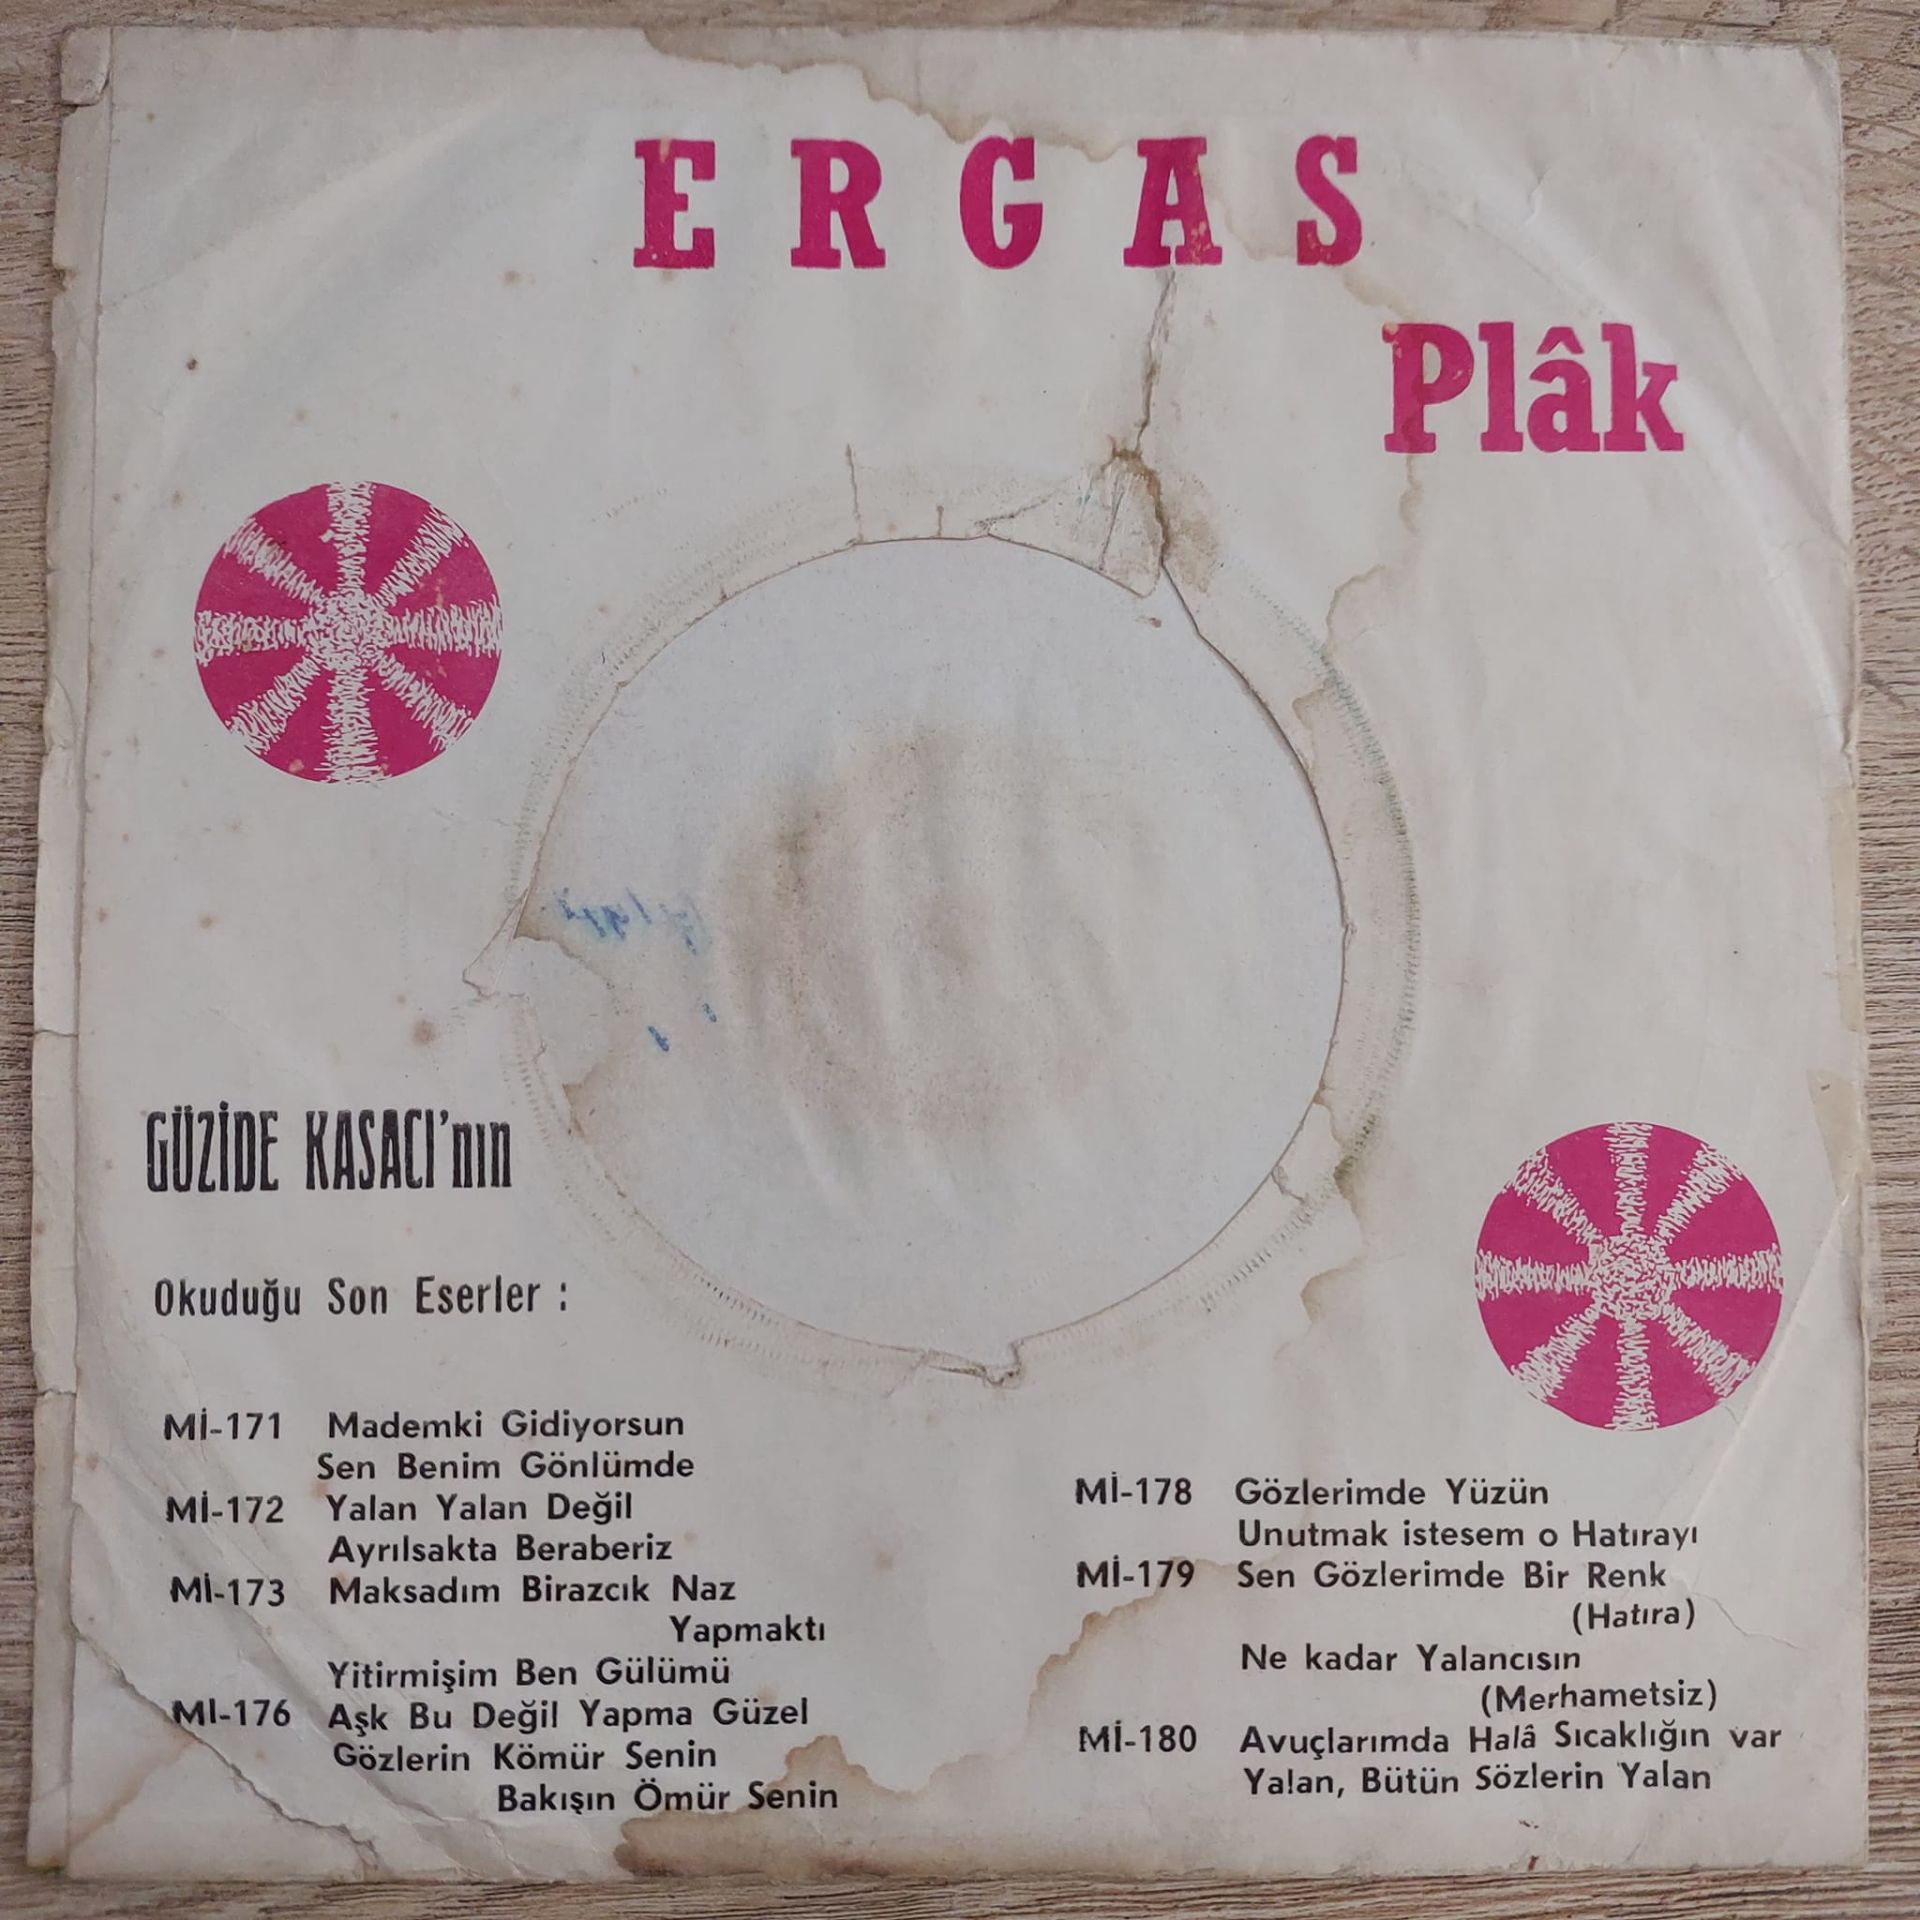 ERGAS
Plâk
GÜZİDE KASACI'nın
Okuduğu Son Eserler :
Mİ-171 Mademki Gidiyorsun
Sen Benim Gönlümde
Mİ-172 Yalan Yalan Değil
Ayrılsakta Beraberiz
Mİ-173 Maksadım Birazcık Naz
Yapmaktı
Yitirmişim Ben Gülümü
Mİ-176 Aşk Bu Değil Yapma Güzel
Gözlerin Kömür Senin
Bakışın Ömür Senin
Mİ-178 Gözlerimde Yüzün
Unutmak istesem o Hatırayı
Mİ-179 Sen Gözlerimde Bir Renk
(Hatıra)
Ne kadar Yalancısın
(Merhametsiz)
Mİ-180 Avuçlarımda Halâ Sıcaklığın var
Yalan, Bütün Sözlerin Yalan